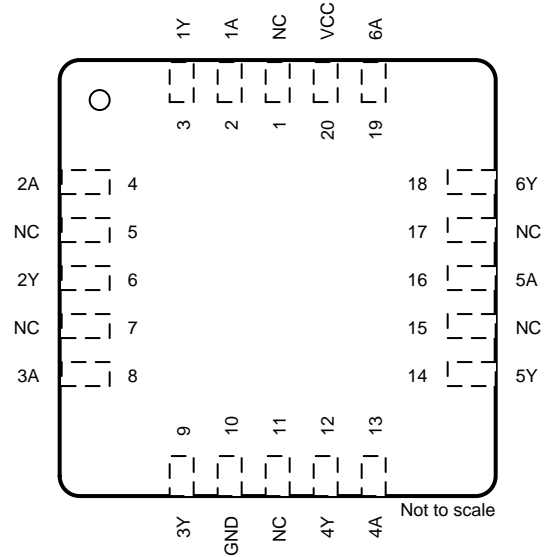 1Y 1A NC VCC 6A
3 2 1 20 19
2A 4 18 6Y
NC 5 17 NC
2Y 6 16 5A
NC 7 15 NC
3A 8 14 5Y
9 10 11 12 13
3Y GND NC 4Y 4A
Not to scale